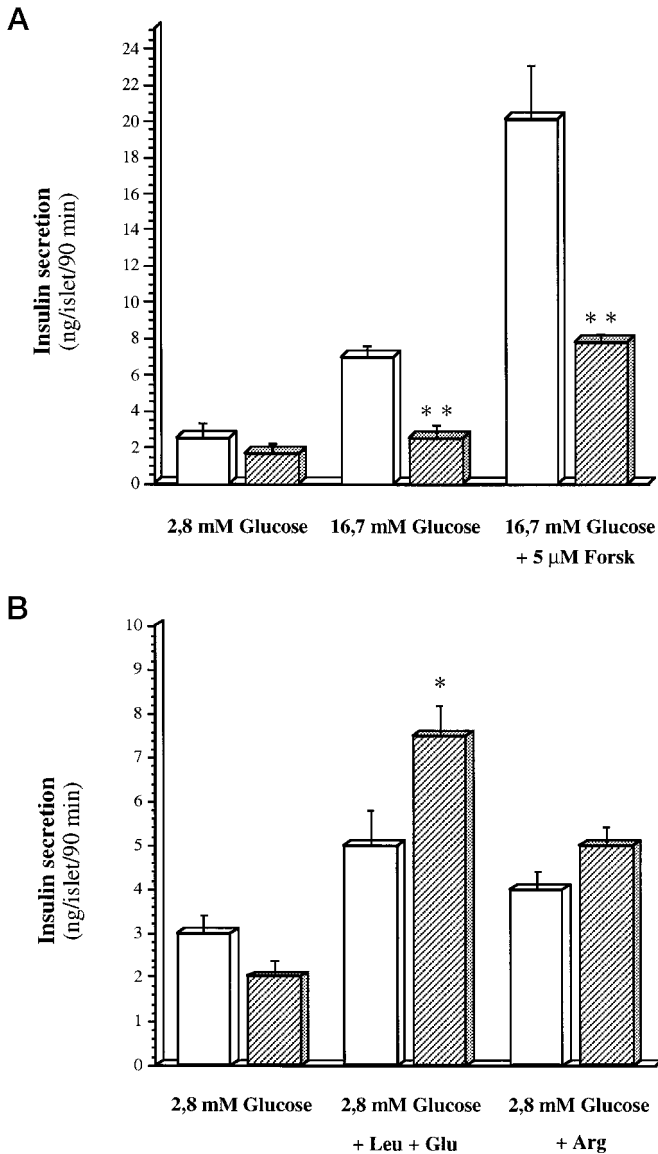 A
Insulin secretion
(ng/islet/90 min)
24
22
20
18
16
14
12
10
8
6
4
2
0
* *
* *
2,8 mM Glucose
16,7 mM Glucose
16,7 mM Glucose
+ 5 µM Forsk
B
Insulin secretion
(ng/islet/90 min)
10
9
8
7
6
5
4
3
2
1
0
*
2,8 mM Glucose
2,8 mM Glucose
+ Leu + Glu
2,8 mM Glucose
+ Arg